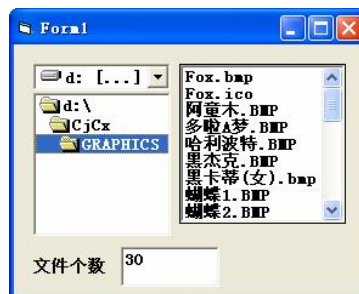 Form1
d: [...]
d:\
CjCx
GRAPHICS
Fox.bmp
Fox.ico
阿童木.BMP
多啦A梦.BMP
哈利波特.BMP
黑杰克.BMP
黑卡蒂(女).bmp
蝴蝶1.BMP
蝴蝶2.BMP
文件个数
30